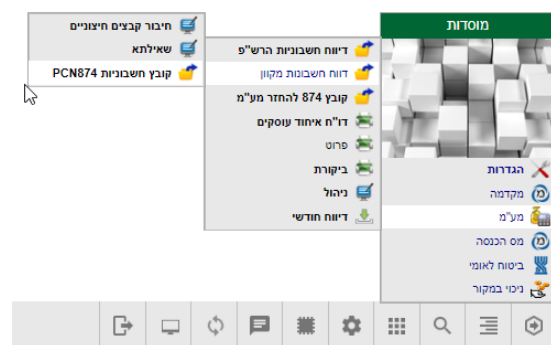 מוסדות
הגדרות
מקדמה
מע"מ
מס הכנסה
ביטוח לאומי
ניכוי במקור
דיווח חשבוניות הרש"פ
דווח חשבונות מקוון
קובץ 874 להחזר מע"מ
דו"ח איחוד עוסקים
פרוט
ביקורת
ניהול
דיווח חודשי
חיבור קבצים חיצוניים
שאילתא
קובץ חשבוניות PCN874